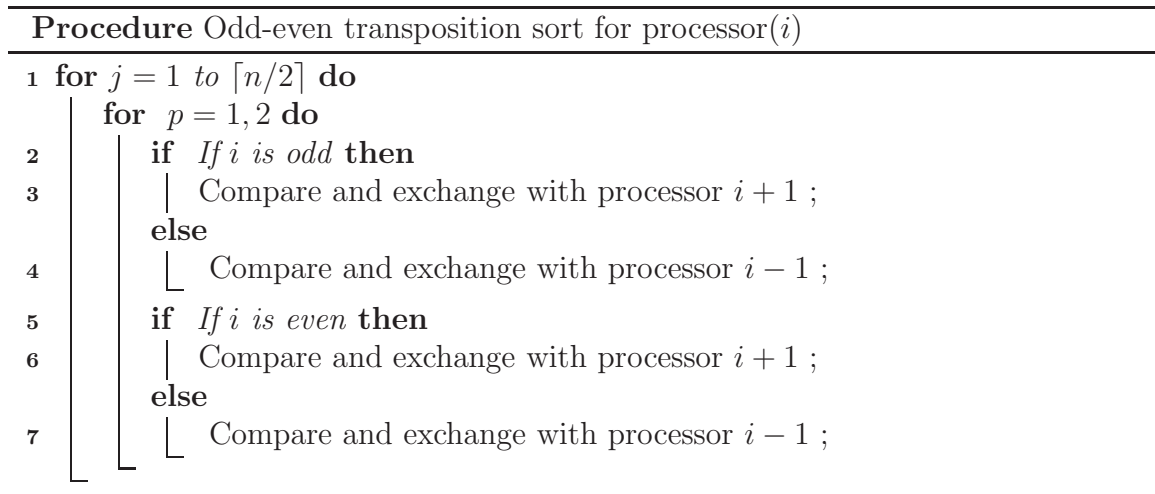 Procedure Odd-even transposition sort for processor(i)
1 for j = 1 to ⌈n/2⌉ do
for p = 1, 2 do
2 if If i is odd then
3 Compare and exchange with processor i + 1 ;
else
4 Compare and exchange with processor i − 1 ;
5 if If i is even then
6 Compare and exchange with processor i + 1 ;
else
7 Compare and exchange with processor i − 1 ;